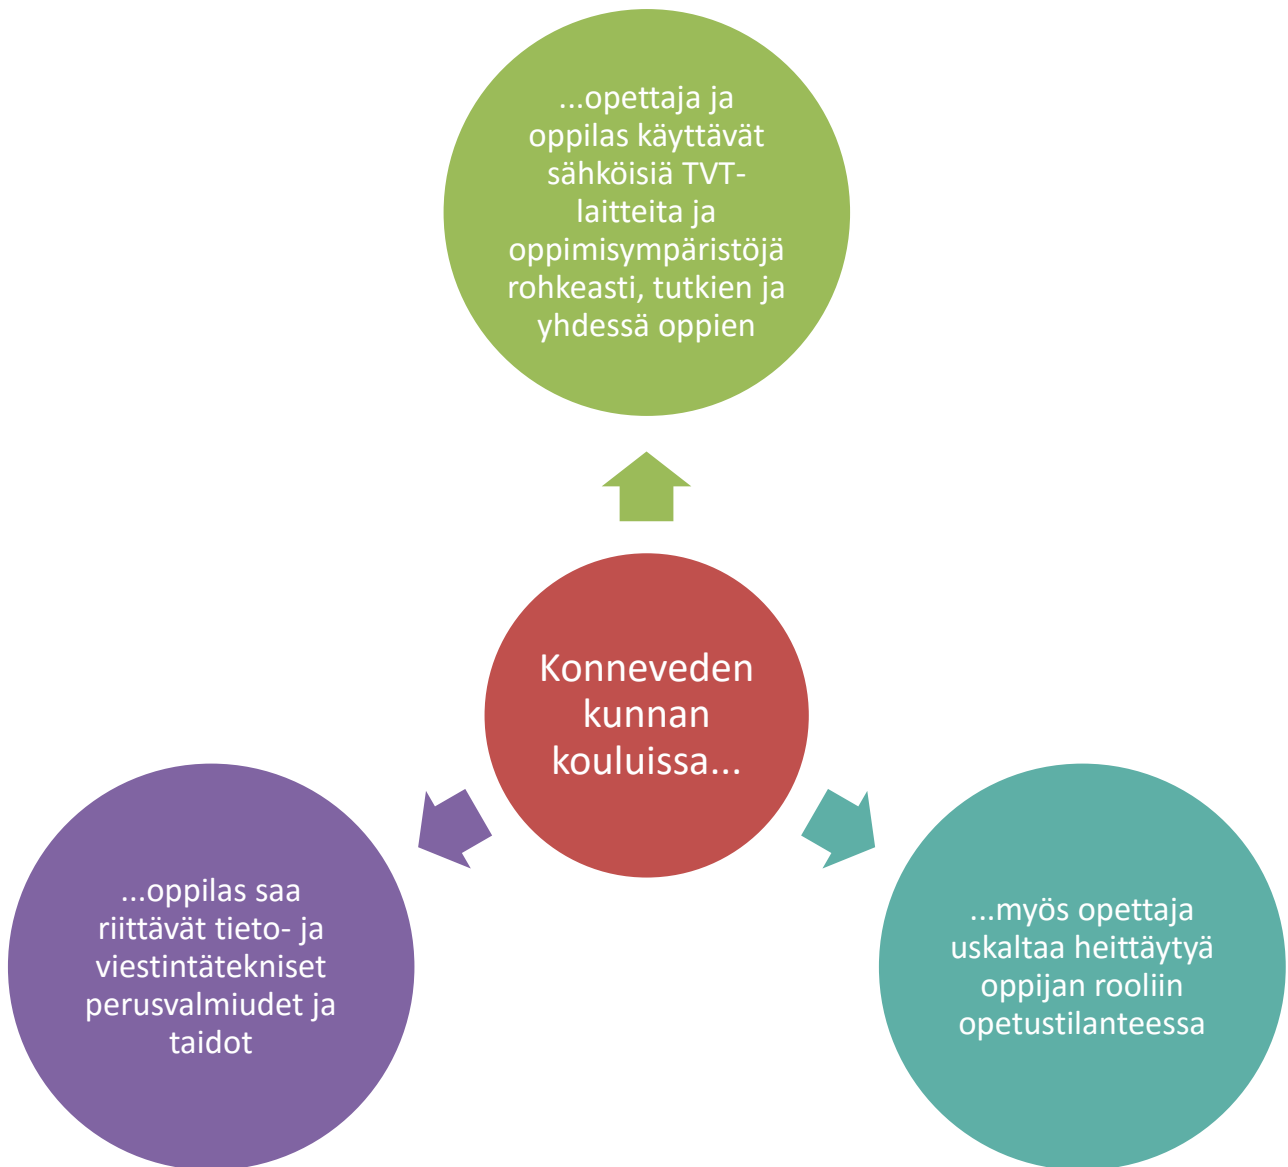 ...opettaja ja
oppilas käyttävät
sähköisiä TVT-
laitteita ja
oppimisympäristöjä
rohkeasti, tutkien ja
yhdessä oppien
Konneveden
kunnan
kouluissa...
...oppilas saa
riittävät tieto- ja
viestintätekniset
perusvalmiudet ja
taidot
...myös opettaja
uskaltaa heittäytyä
oppijan rooliin
opetustilanteessa